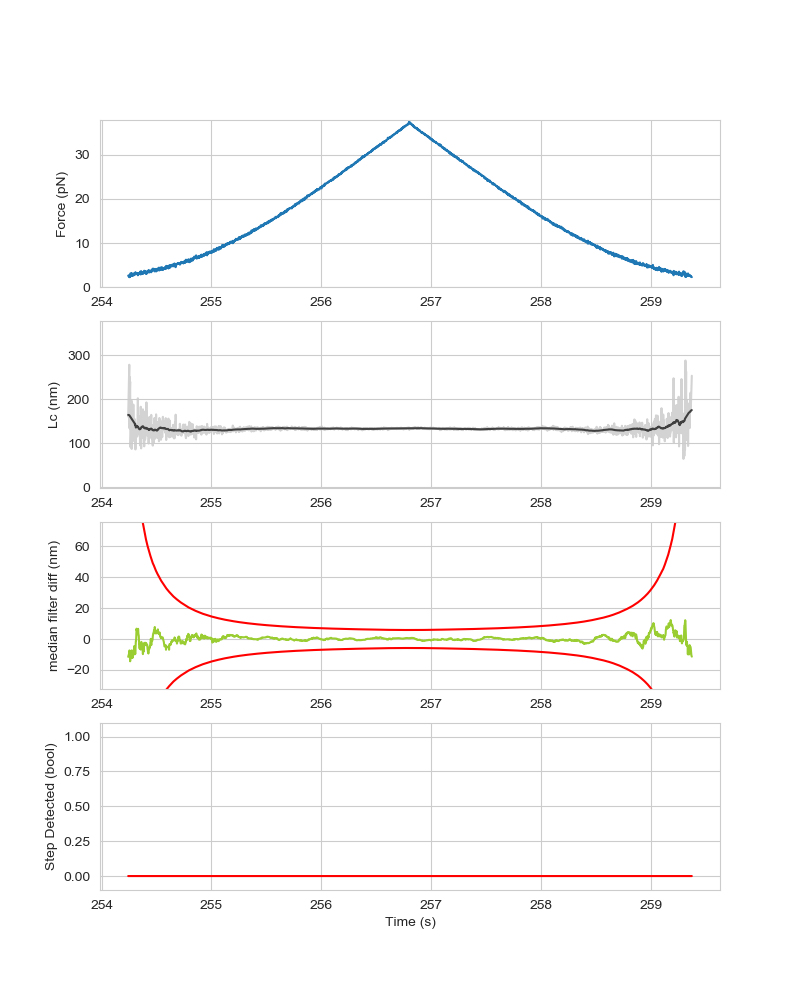 Force (pN)
30
20
10
0
254 255 256 257 258 259
Lc (nm)
300
200
100
0
254 255 256 257 258 259
median filter diff (nm)
60
40
20
0
−20
254 255 256 257 258 259
Step Detected (bool)
1.00
0.75
0.50
0.25
0.00
254 255 256 257 258 259
Time (s)